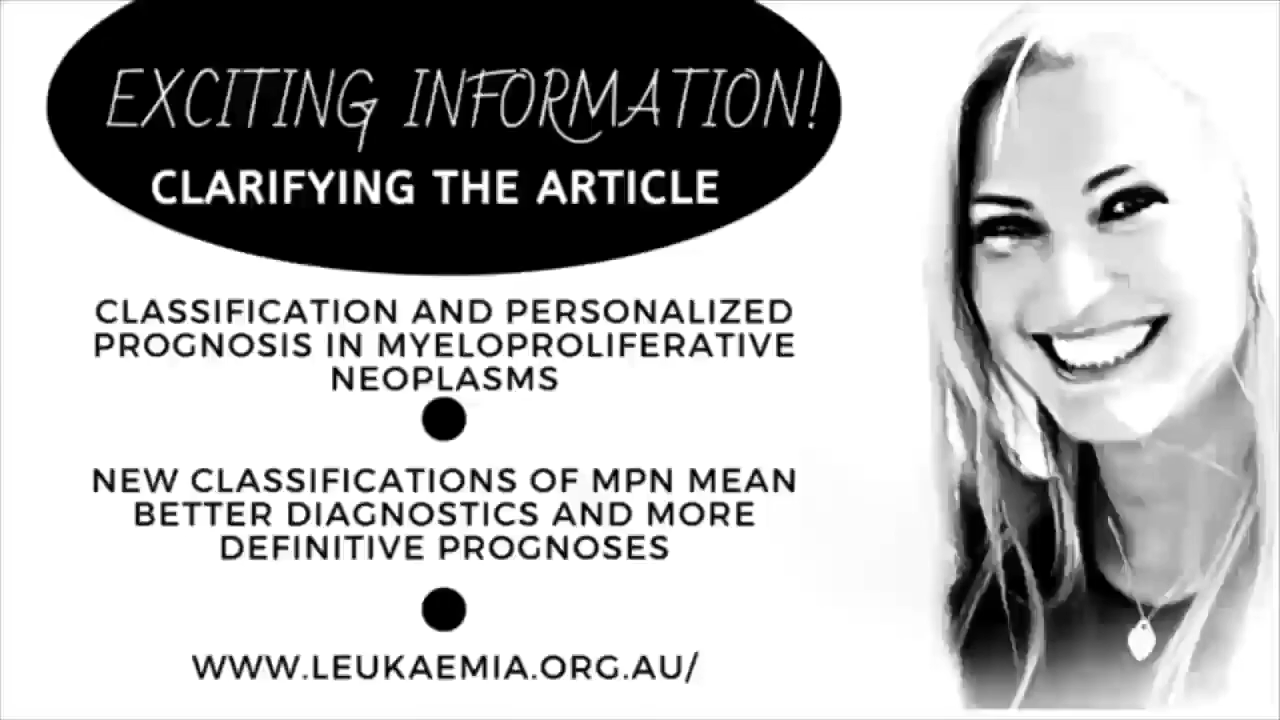 EXCITING INFORMATION!
CLARIFYING THE ARTICLE
CLASSIFICATION AND PERSONALIZED
PROGNOSIS IN MYELOPROLIFERATIVE
NEOPLASMS
NEW CLASSIFICATIONS OF MPN MEAN
BETTER DIAGNOSTICS AND MORE
DEFINITIVE PROGNOSES
WWW.LEUKAEMIA.ORG.AU/